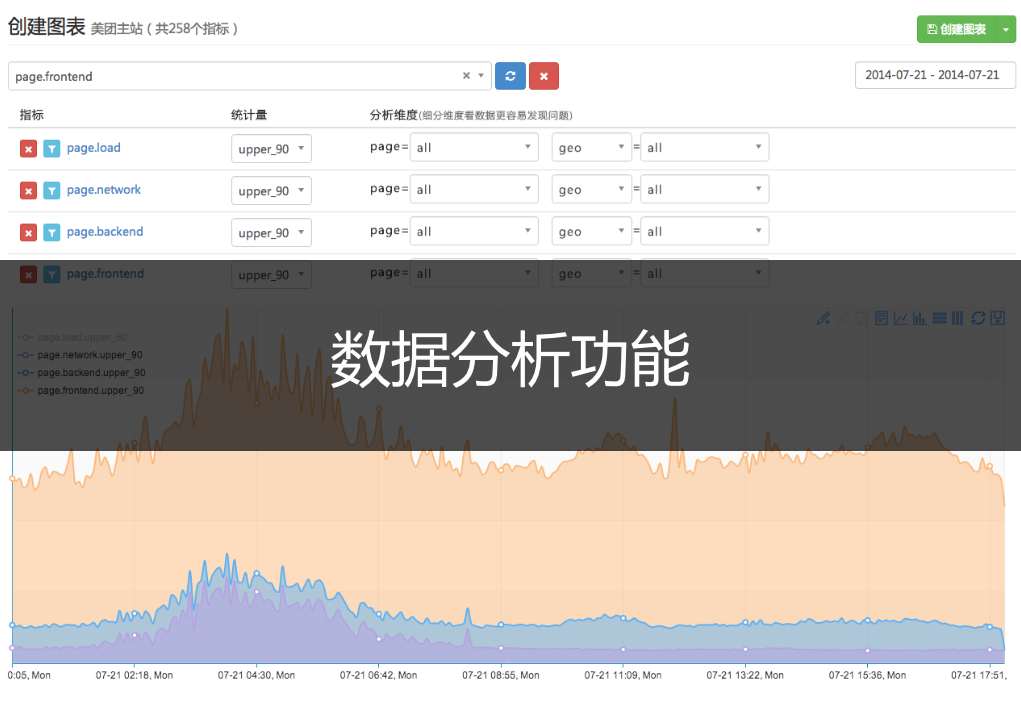 创建图表 美团主站 ( 共258个指标 )
创建图表
page.frontend
2014-07-21 - 2014-07-21
指标 统计量 分析维度(细分维度看数据更容易发现问题)
page.load upper_90 page= all geo = all
page.network upper_90 page= all geo = all
page.backend upper_90 page= all geo = all
page.frontend upper_90 page= all geo = all
数据分析功能
page.load.upper_90
page.network.upper_90
page.backend.upper_90
page.frontend.upper_90
0:05, Mon 07-21 02:18, Mon 07-21 04:30, Mon 07-21 06:42, Mon 07-21 08:55, Mon 07-21 11:09, Mon 07-21 13:22, Mon 07-21 15:36, Mon 07-21 17:51,